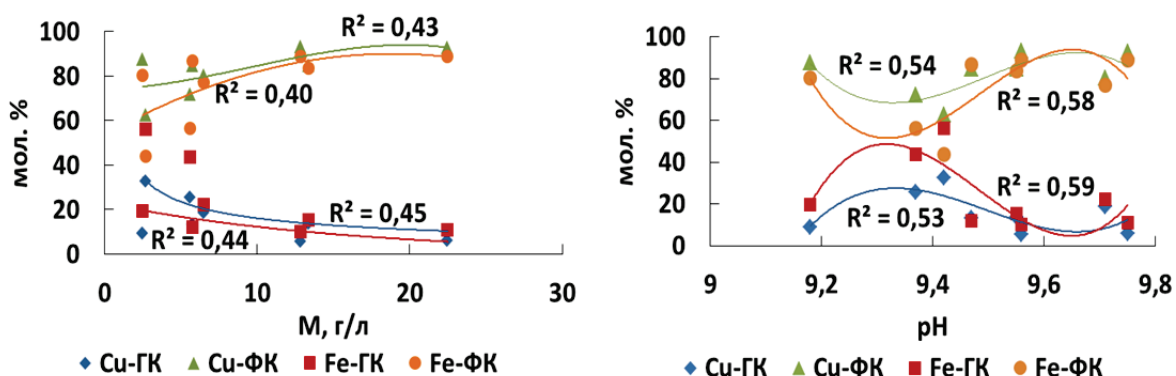 мол. %
100
80
60
40
20
0
R² = 0,43
R² = 0,40
R² = 0,45
R² = 0,44
0 10 20 30
М, г/л
Cu-ГК Cu-ФК Fe-ГК Fe-ФК
мол. %
100
80
60
40
20
0
R² = 0,54
R² = 0,58
R² = 0,59
R² = 0,53
9 9,2 9,4 9,6 9,8
pH
Cu-ГК Cu-ФК Fe-ГК Fe-ФК